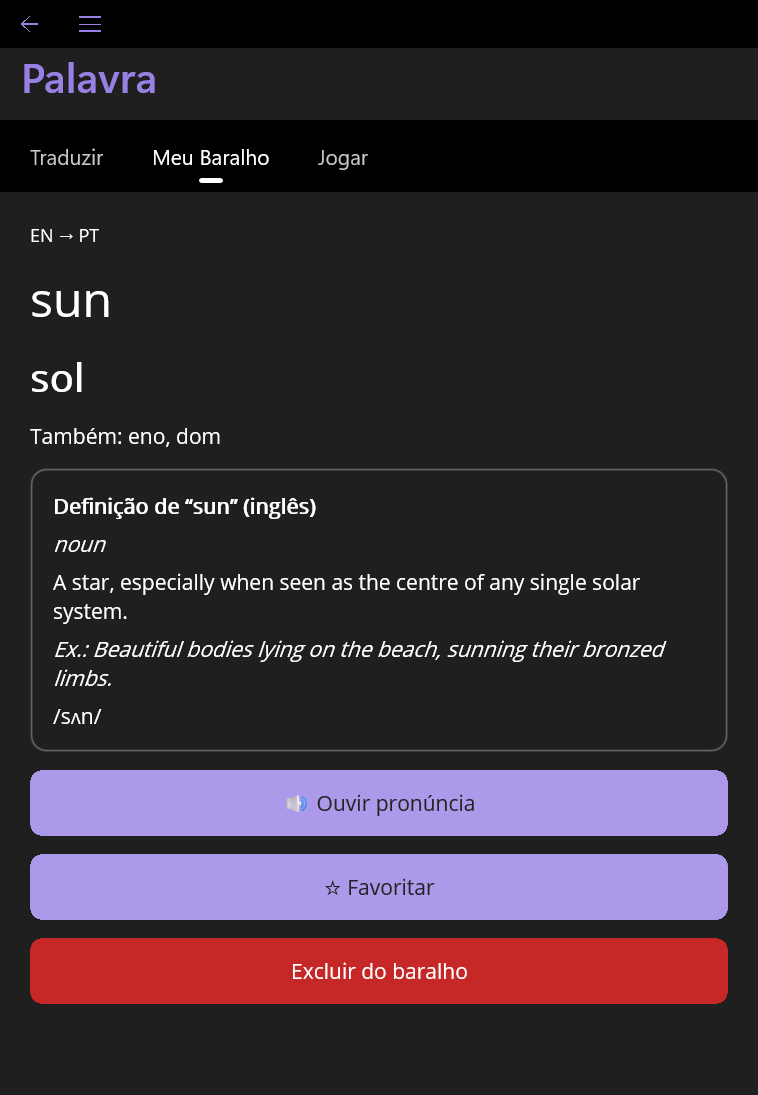 Palavra
Traduzir
Meu Baralho
Jogar
EN → PT
sun
sol
Também: eno, dom
Definição de “sun” (inglês)
noun
A star, especially when seen as the centre of any single solar
system.
Ex.: Beautiful bodies lying on the beach, sunning their bronzed
limbs.
/sʌn/
🔊 Ouvir pronúncia
☆ Favoritar
Excluir do baralho